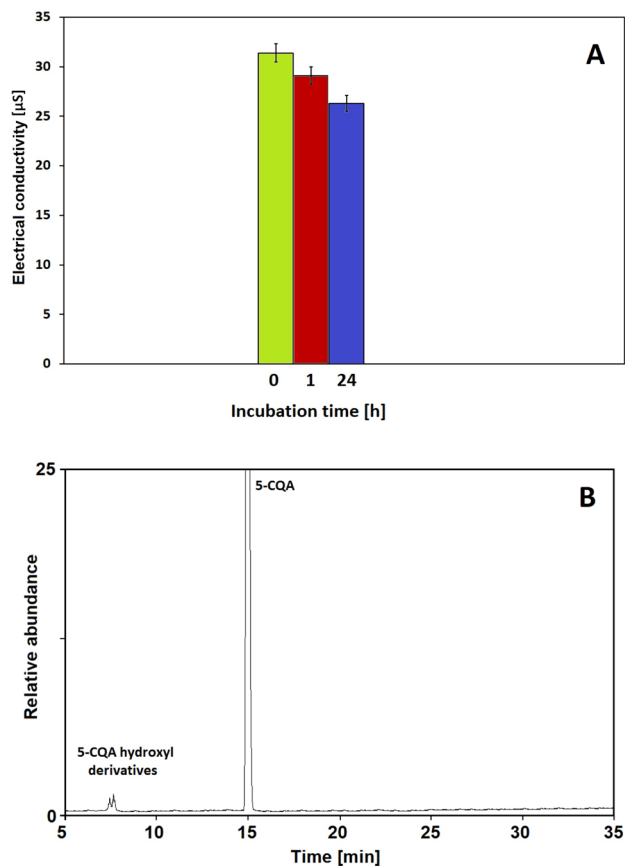 35
30
25
20
15
10
5
0
Electrical conductivity [µS]
A
0 1 24
Incubation time [h]
25
0
Relative abundance
5-CQA
B
5-CQA hydroxyl
derivatives
5 10 15 20 25 30 35
Time [min]